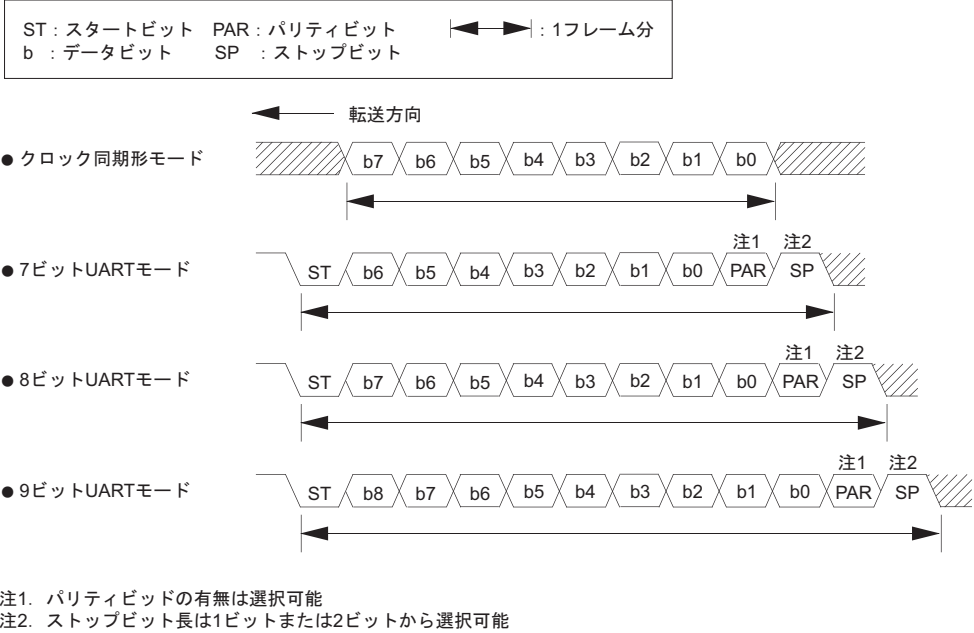 ST：スタートビット　PAR：パリティビット　：1フレーム分
b ：データビット　SP ：ストップビット
転送方向
● クロック同期形モード b7 b6 b5 b4 b3 b2 b1 b0
注1 注2
● 7ビットUARTモード ST b6 b5 b4 b3 b2 b1 b0 PAR SP
注1 注2
● 8ビットUARTモード ST b7 b6 b5 b4 b3 b2 b1 b0 PAR SP
注1 注2
● 9ビットUARTモード ST b8 b7 b6 b5 b4 b3 b2 b1 b0 PAR SP
注1. パリティビッドの有無は選択可能
注2. ストップビット長は1ビットまたは2ビットから選択可能